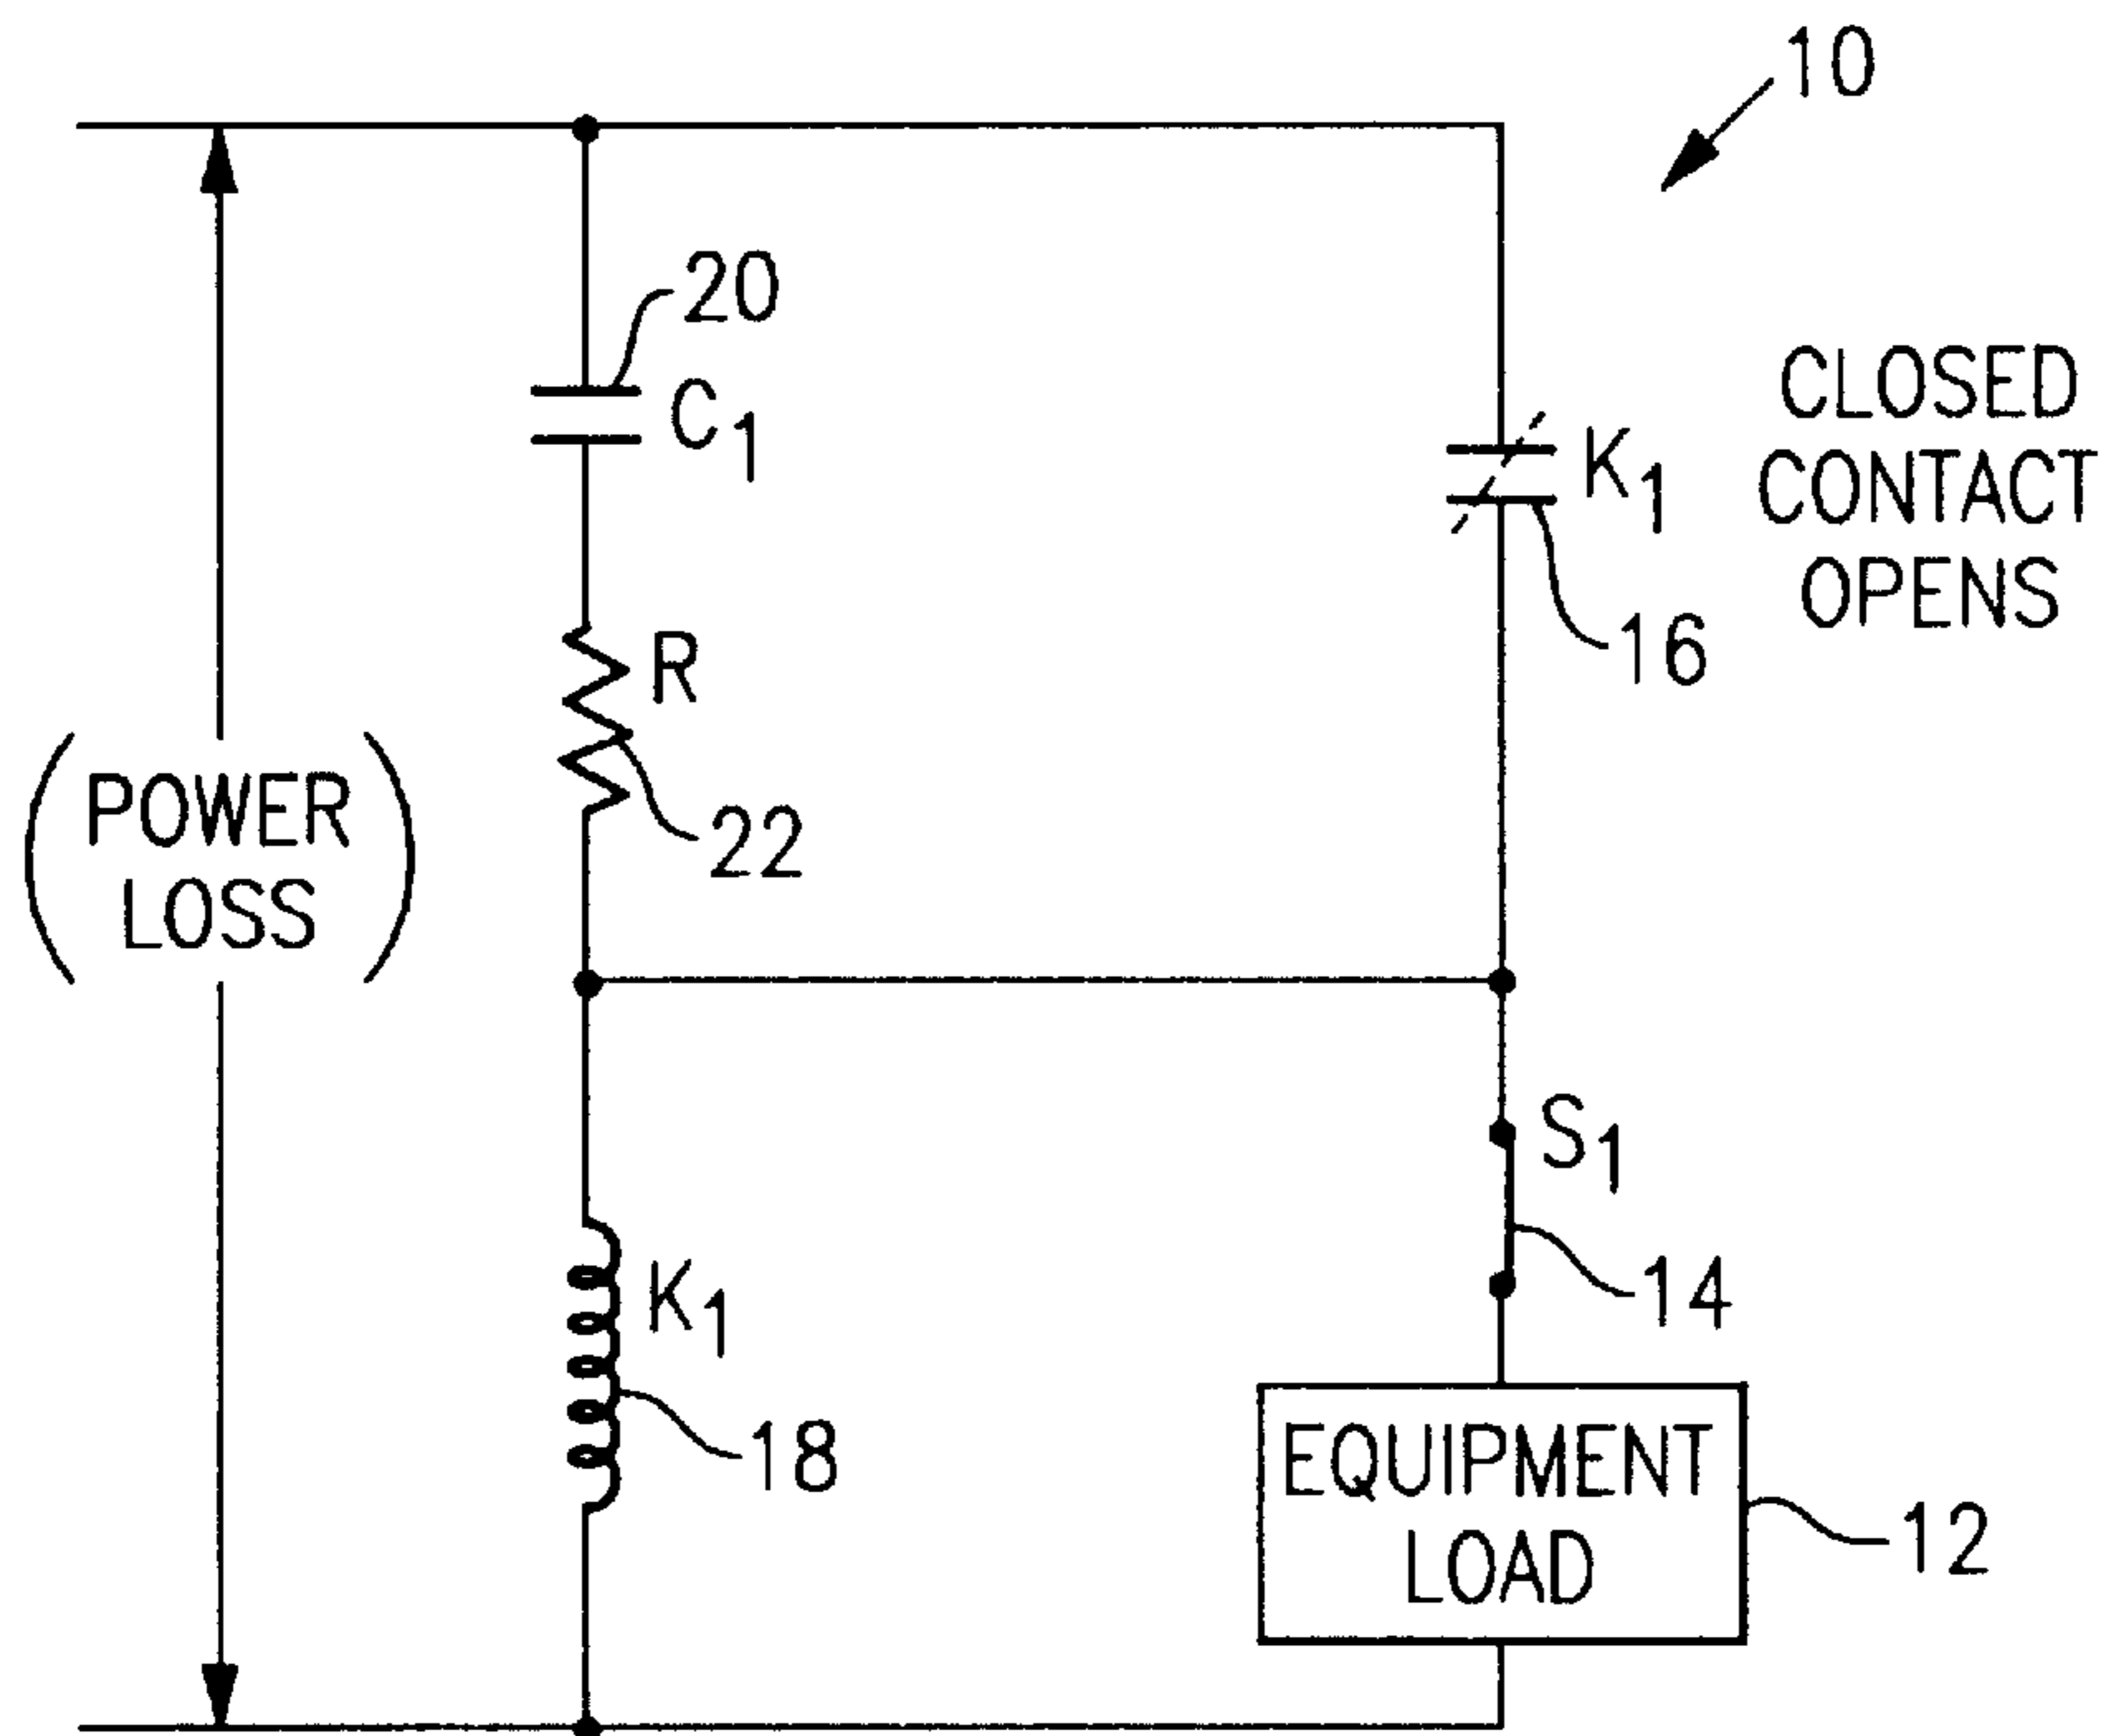 10
20
C1
K1
CLOSED
CONTACT
OPENS
16
R
22
(POWER
LOSS)
S1
14
K1
18
EQUIPMENT
LOAD
12